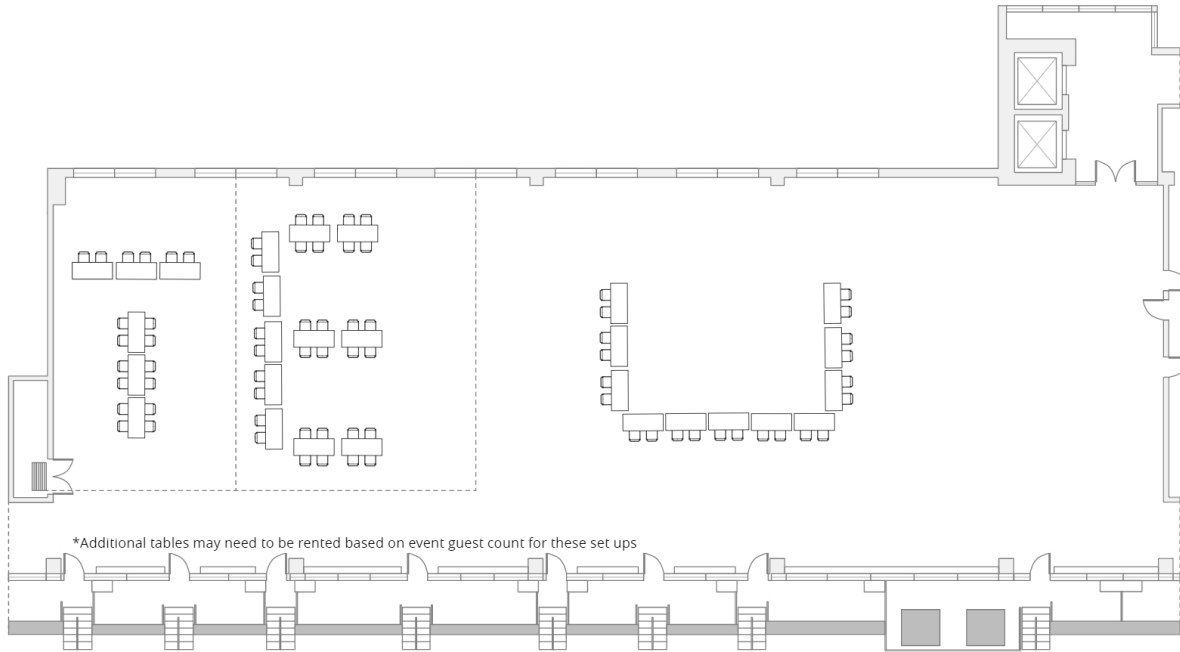 *Additional tables may need to be rented based on event guest count for these set ups